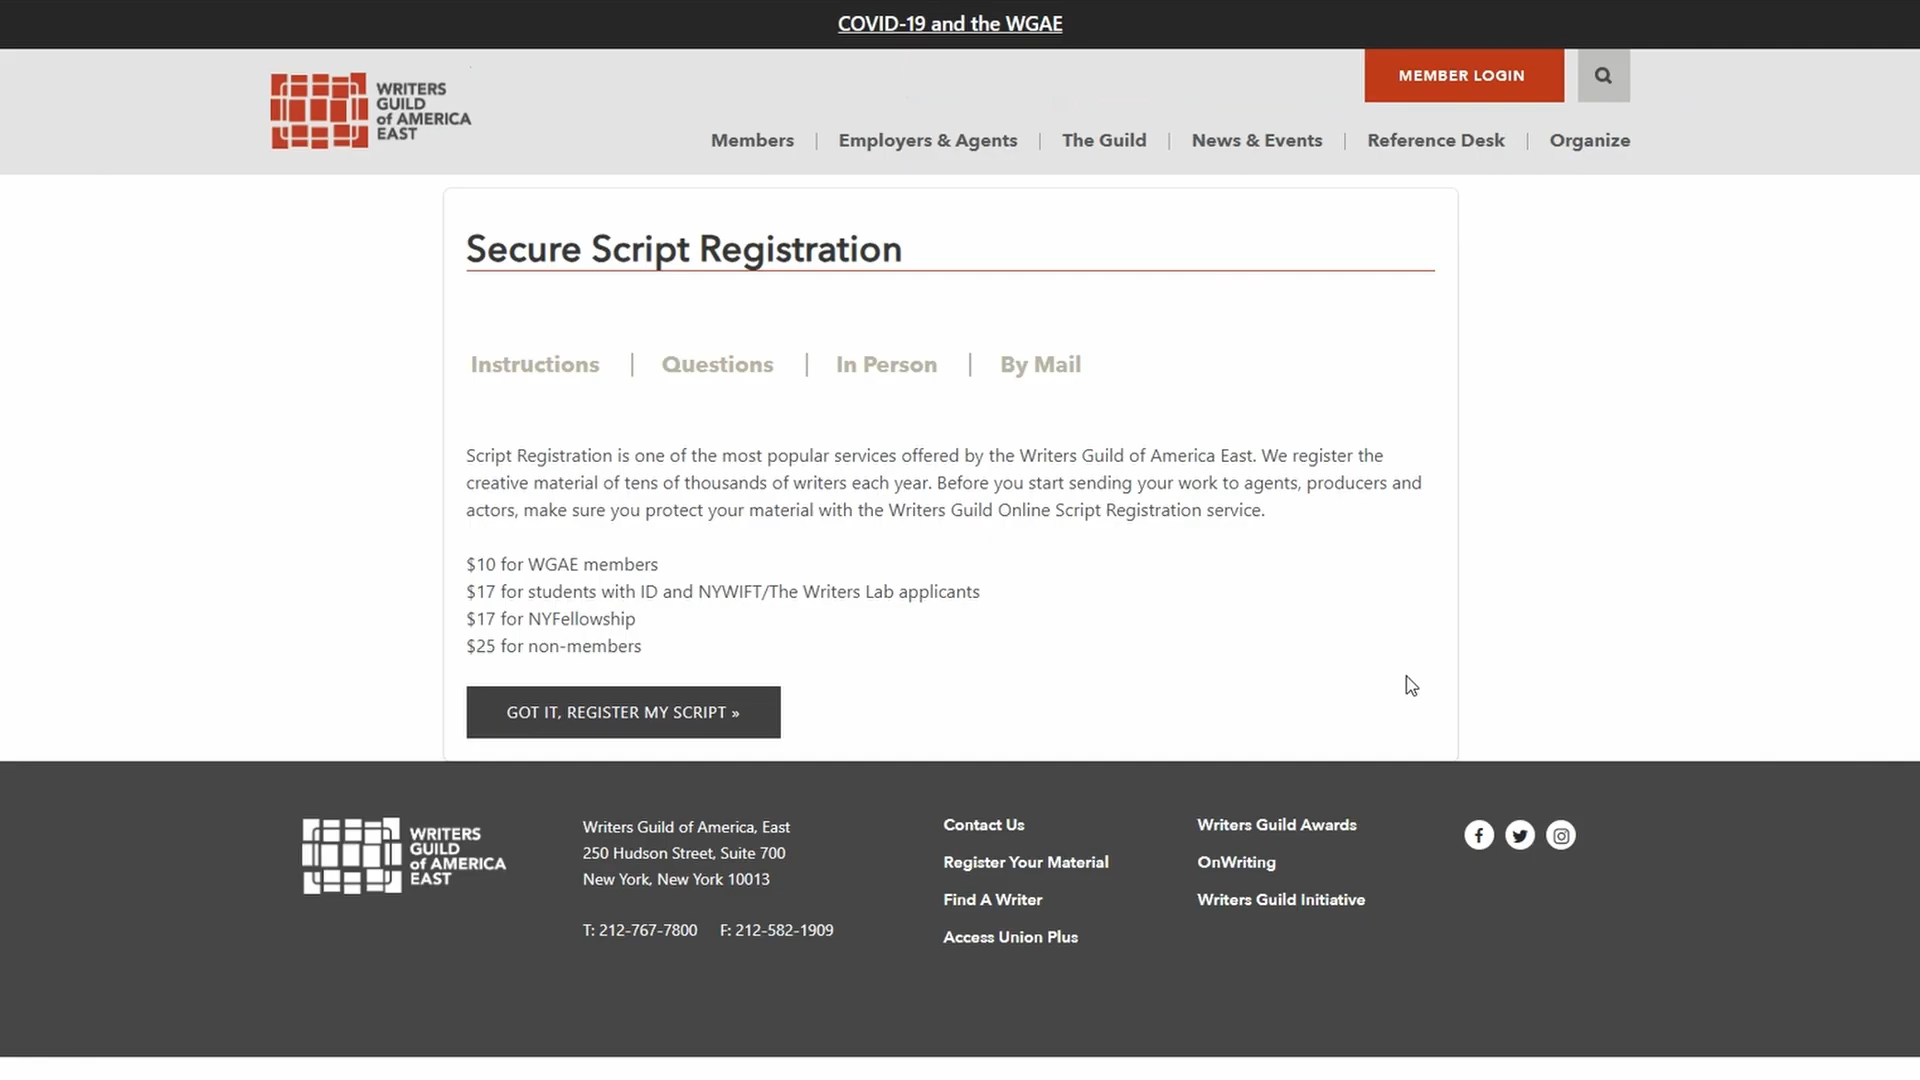 COVID-19 and the WGAE
WRITERS
GUILD
of AMERICA
EAST
MEMBER LOGIN
Members | Employers & Agents | The Guild | News & Events | Reference Desk | Organize
Secure Script Registration
Instructions | Questions | In Person | By Mail
Script Registration is one of the most popular services offered by the Writers Guild of America East. We register the
creative material of tens of thousands of writers each year. Before you start sending your work to agents, producers and
actors, make sure you protect your material with the Writers Guild Online Script Registration service.
$10 for WGAE members
$17 for students with ID and NYWIFT/The Writers Lab applicants
$17 for NYFellowship
$25 for non-members
GOT IT, REGISTER MY SCRIPT »
WRITERS
GUILD
of AMERICA
EAST
Writers Guild of America, East
250 Hudson Street, Suite 700
New York, New York 10013
T: 212-767-7800 F: 212-582-1909
Contact Us
Register Your Material
Find A Writer
Access Union Plus
Writers Guild Awards
OnWriting
Writers Guild Initiative